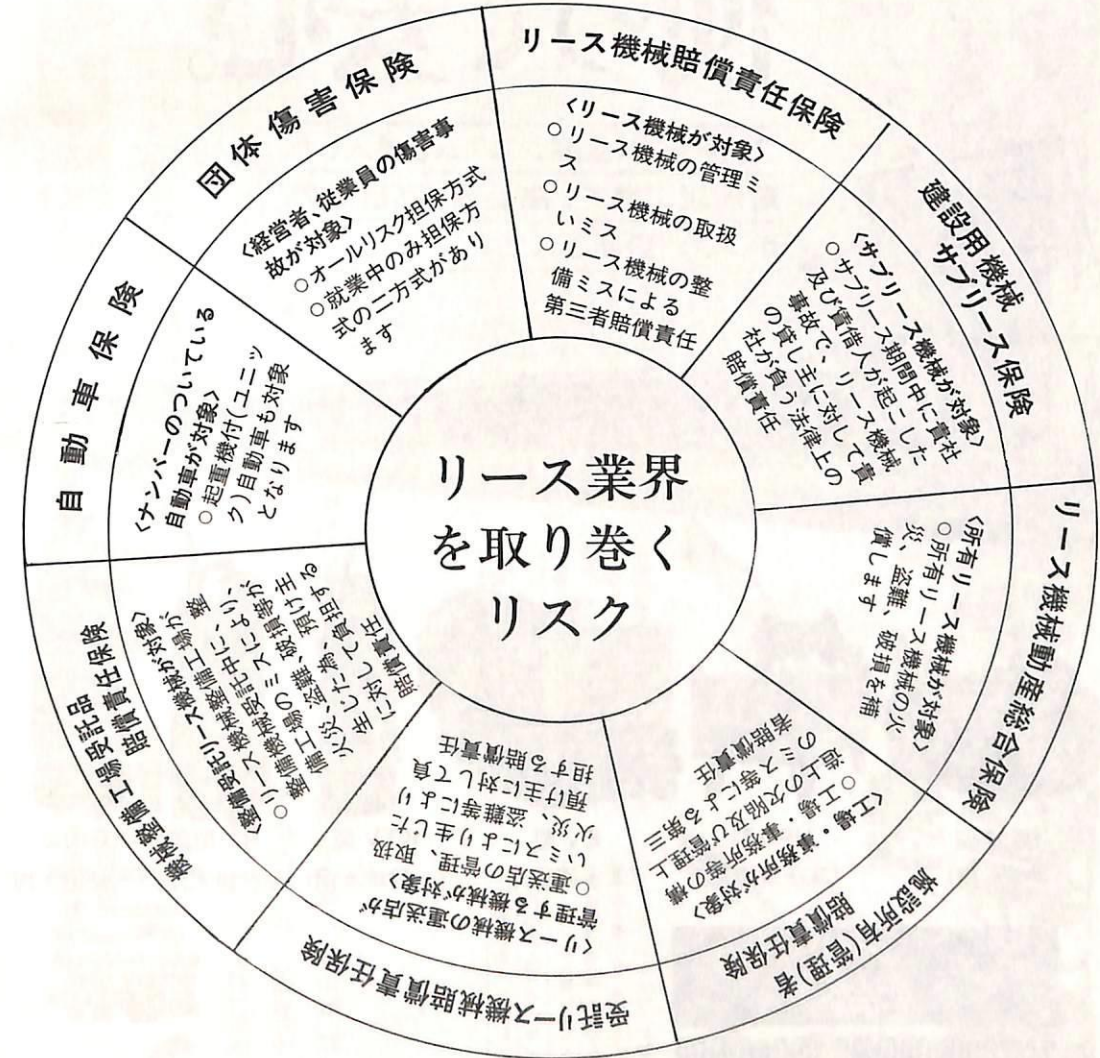 リース業界
を取り巻く
リスク
リース機械賠償責任保険
〈リース機械が対象〉
○リース機械の管理ミ
ス
○リース機械の取扱
いミス
○リース機械の整
備ミスによる
第三者賠償責任
建設用機械
サブリース保険
〈サブリース機械が対象〉
○サブリース期間中に貴社
及び賃借人が起こした
事故で、リース機械
の貸し主に対して貴
社が負う法律上の
賠償責任
リース機械動産総合保険
〈所有リース機械が対象〉
○所有リース機械の火
災、盗難、破損を補
償します
施設所有(管理)者
賠償責任保険
〈工場・事務所が対象〉
○工場・事務所等の構
造上の欠陥及び管理上
のミス等による第三
者賠償責任
受託リース機械賠償責任保険
〈リース機械の運送店が
管理する機械が対象〉
○運送店の管理、取扱
いミスにより生じた
火災、盗難等により
預け主に対して負
担する賠償責任
機械整備工場受託品
賠償責任保険
〈整備受託リース機械が対象〉
○リース機械整備工場が
整備機械受託中により、整
備工場のミスにより、
火災、盗難、破損等が
生じた為、預け主
に対して負担する
賠償責任
自動車保険
〈ナンバーのついている
自動車が対象〉
○起重機付(ユニッ
ク)自動車も対象
となります
団体傷害保険
〈経営者、従業員の傷害事
故が対象〉
○オールリスク担保方式
○就業中のみ担保方
式の二方式があり
ます